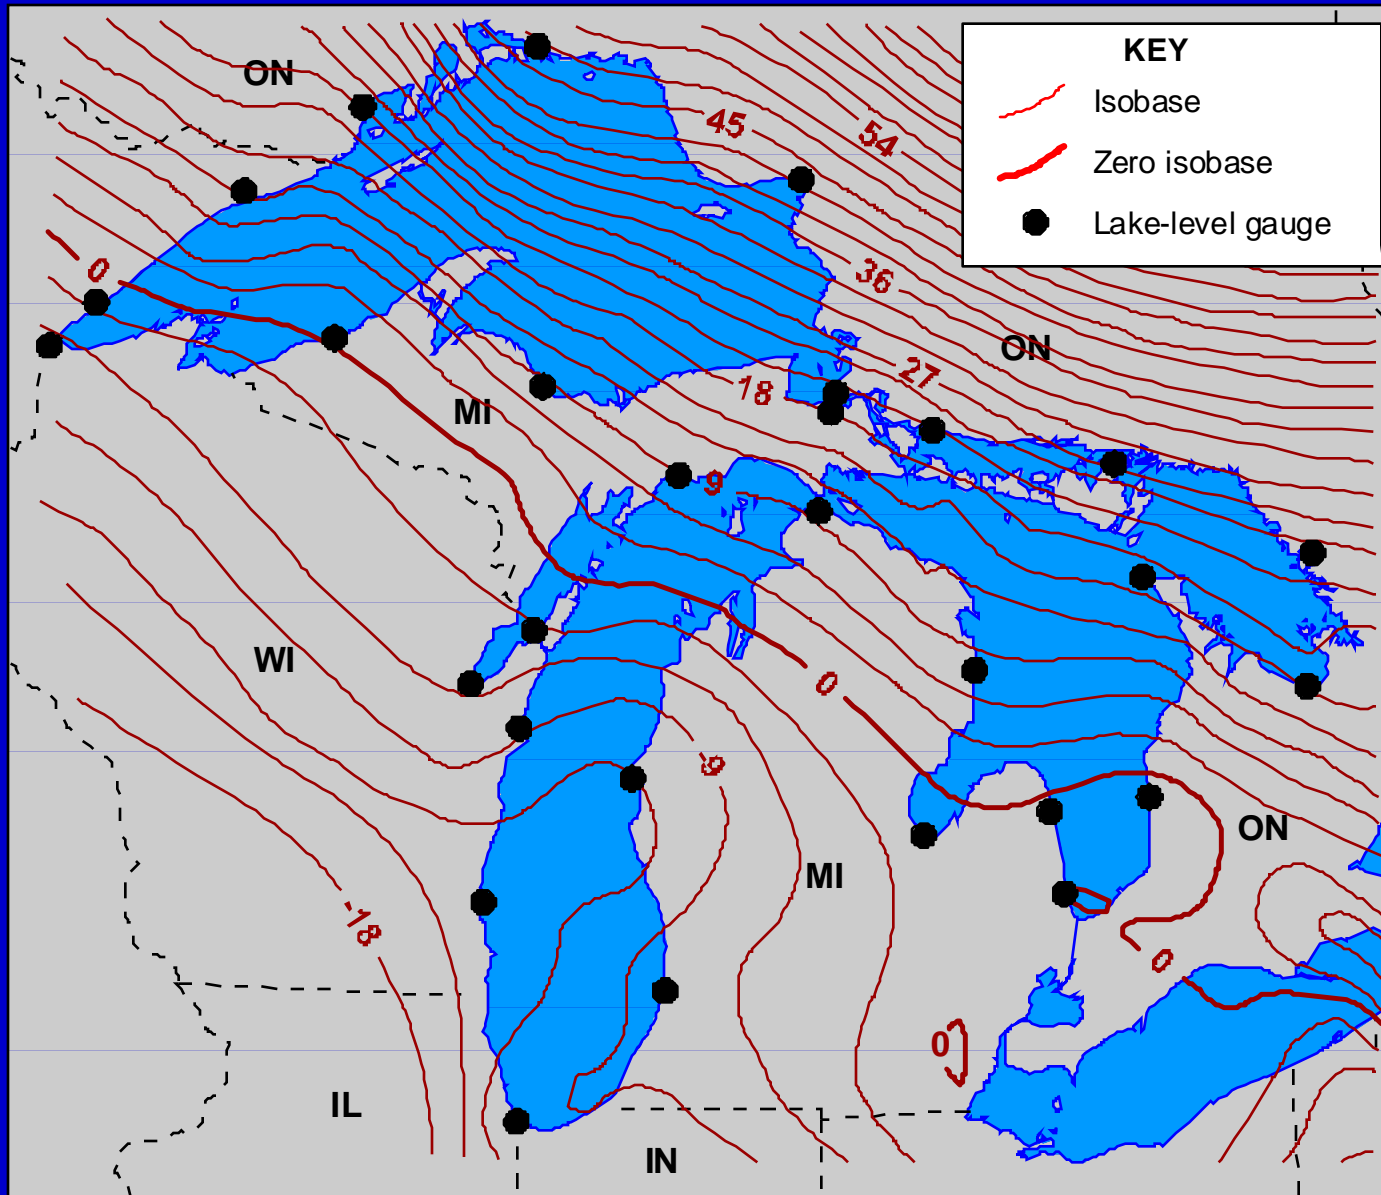 KEY
Isobase
Zero isobase
Lake-level gauge
ON
45
54
0
36
ON
27
18
MI
9
WI
0
-9
ON
MI
-18
0
0
IL
IN